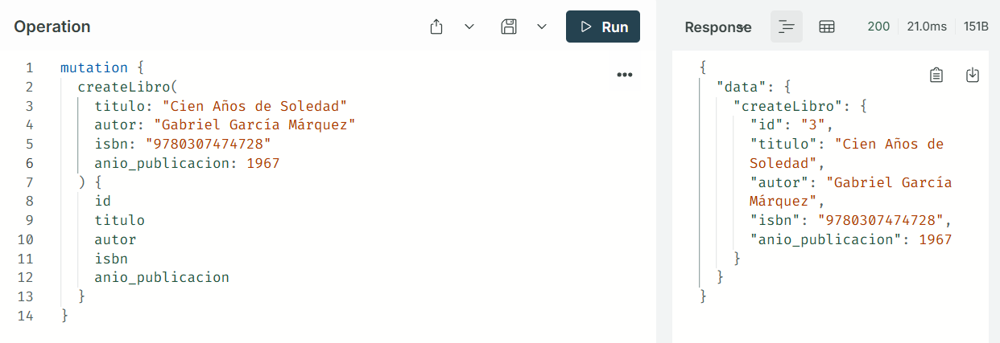 Operation
Run
1 mutation {
2   createLibro(
3     titulo: "Cien Años de Soledad"
4     autor: "Gabriel García Márquez"
5     isbn: "9780307474728"
6     anio_publicacion: 1967
7   ) {
8     id
9     titulo
10     autor
11     isbn
12     anio_publicacion
13   }
14 }
Response 200 21.0ms 151B
{
  "data": {
    "createLibro": {
      "id": "3",
      "titulo": "Cien Años de
      Soledad",
      "autor": "Gabriel García
      Márquez",
      "isbn": "9780307474728",
      "anio_publicacion": 1967
    }
  }
}